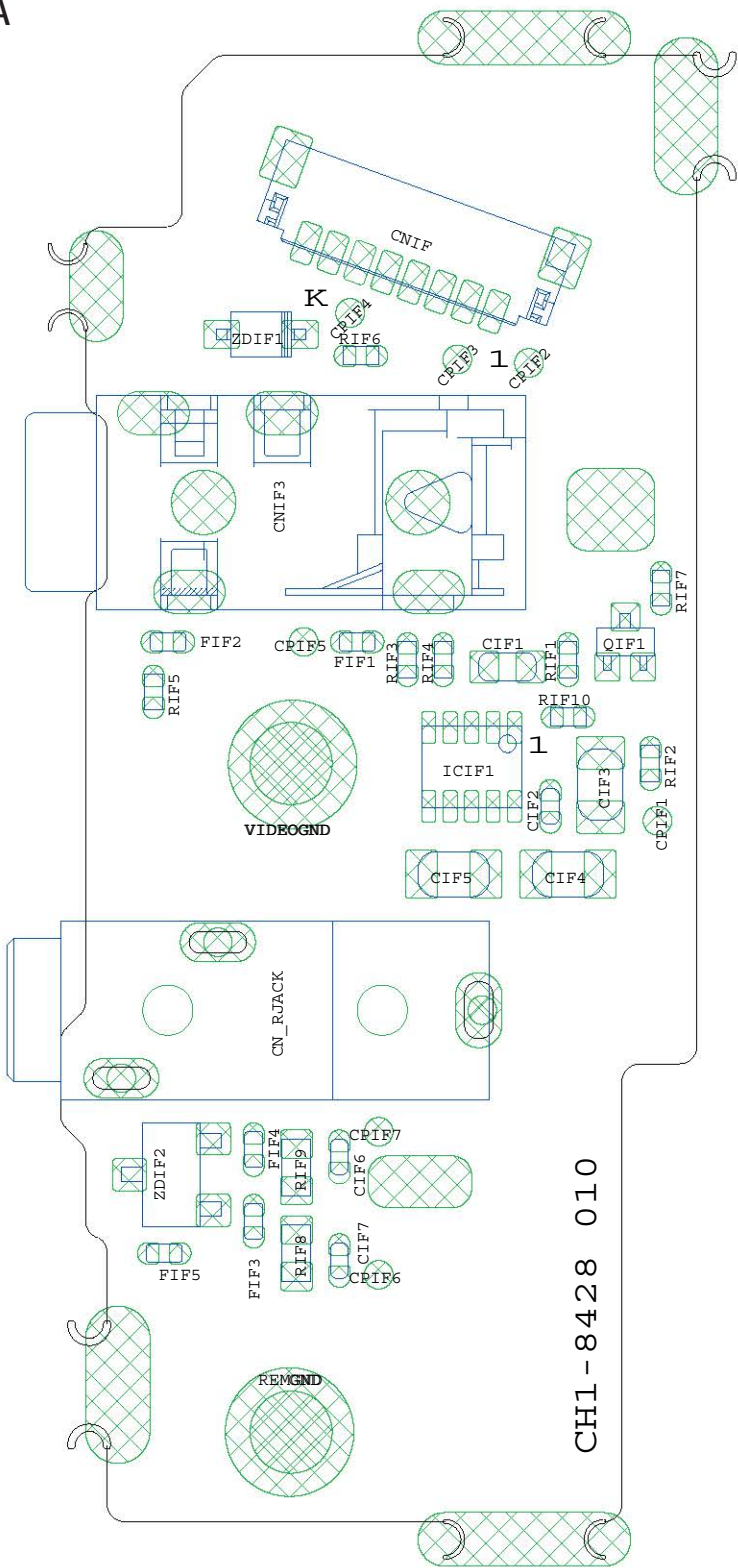 A
CNIF
K
CPIF4
ZDIF1
RIF6
CPIF3
1
CPIF2
CNIF3
RIF7
FIF2
CPIF5
FIF1
RIF3
RIF4
CIF1
RIF1
QIF1
RIF5
RIF10
1
ICIF1
CIF2
CIF3
RIF2
CPIF1
VIDEOGND
CIF5
CIF4
CN_RJACK
CPIF7
ZDIF2
FIF4
RIF9
CIF6
FIF5
FIF3
RIF8
CIF7
CPIF6
REMGND
CH1-8428 010